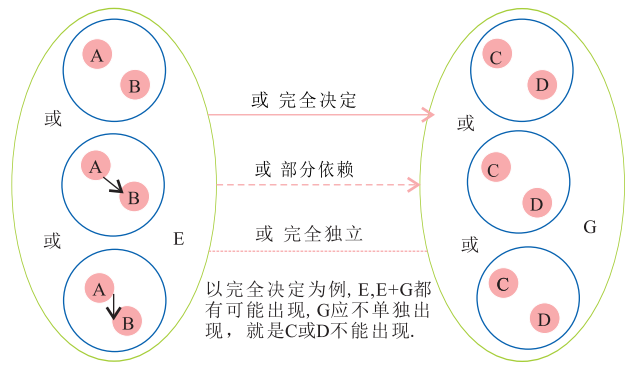 A
B
C
D
或 完全决定
或
或
A
B
C
D
或 部分依赖
E
G
或 完全独立
或
或
A
B
C
D
以完全决定为例, E,E+G都
有可能出现, G应不单独出
现，就是C或D不能出现.